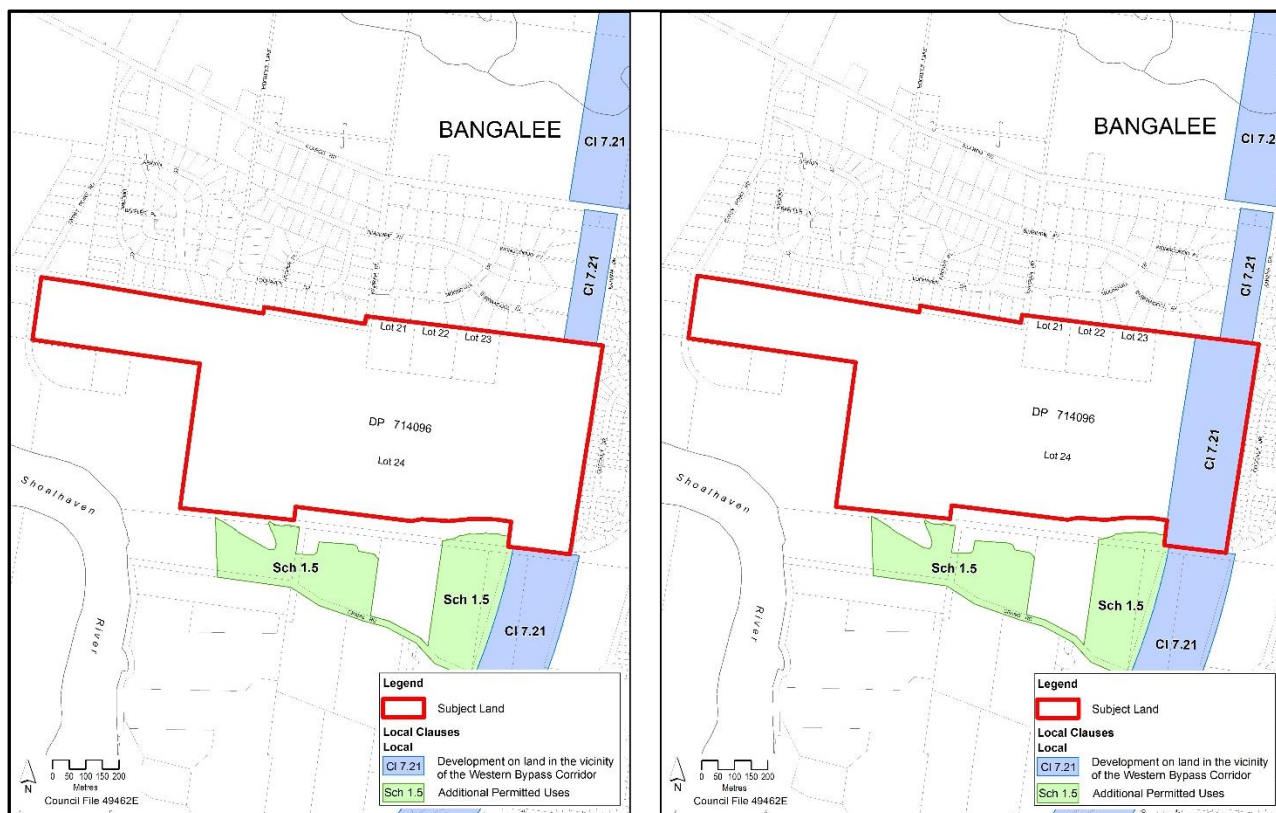 BANGALEE
Cl 7.21
Cl 7.21
Lot 21 Lot 22 Lot 23
DP 714096
Lot 24
Shoalhaven
River
Sch 1.5
Sch 1.5
Cl 7.21
Legend
Subject Land
Local Clauses
Local
Cl 7.21 Development on land in the vicinity
of the Western Bypass Corridor
Sch 1.5 Additional Permitted Uses
N
0 50 100 150 200
Metres
Council File 49462E
BANGALEE
Cl 7.2
Cl 7.21
Lot 21 Lot 22 Lot 23
Cl 7.21
DP 714096
Lot 24
Shoalhaven
River
Sch 1.5
Sch 1.5
Cl 7.21
Legend
Subject Land
Local Clauses
Local
Cl 7.21 Development on land in the vicinity
of the Western Bypass Corridor
Sch 1.5 Additional Permitted Uses
N
0 50 100 150 200
Metres
Council File 49462E